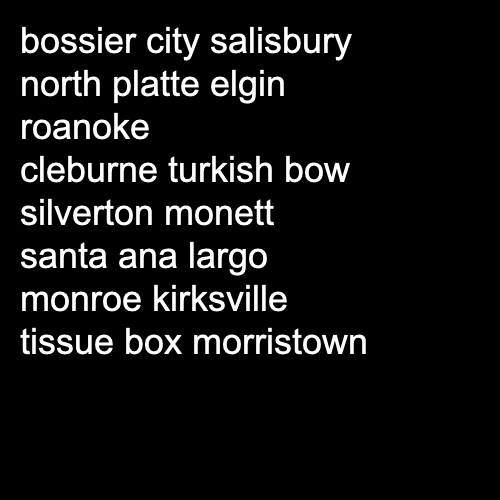 bossier city salisbury
north platte elgin
roanoke
cleburne turkish bow
silverton monett
santa ana largo
monroe kirksville
tissue box morristown